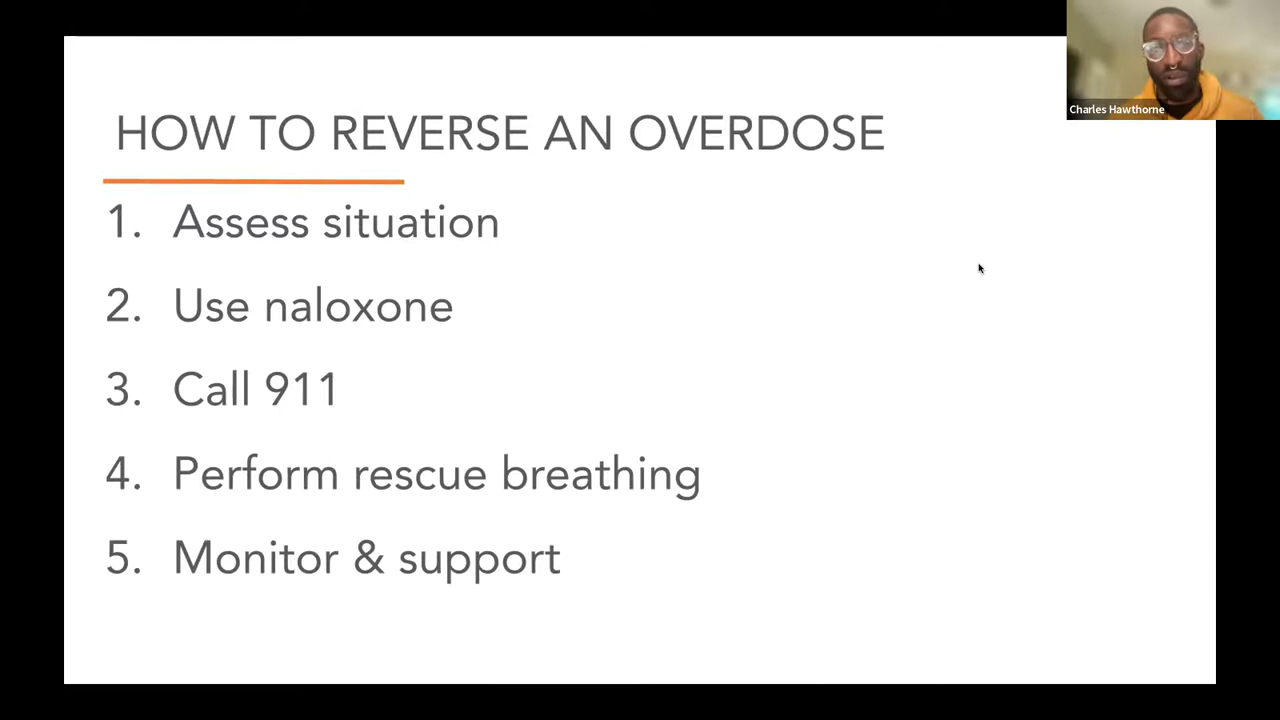 HOW TO REVERSE AN OVERDOSE
1. Assess situation
2. Use naloxone
3. Call 911
4. Perform rescue breathing
5. Monitor & support
Charles Hawthorne